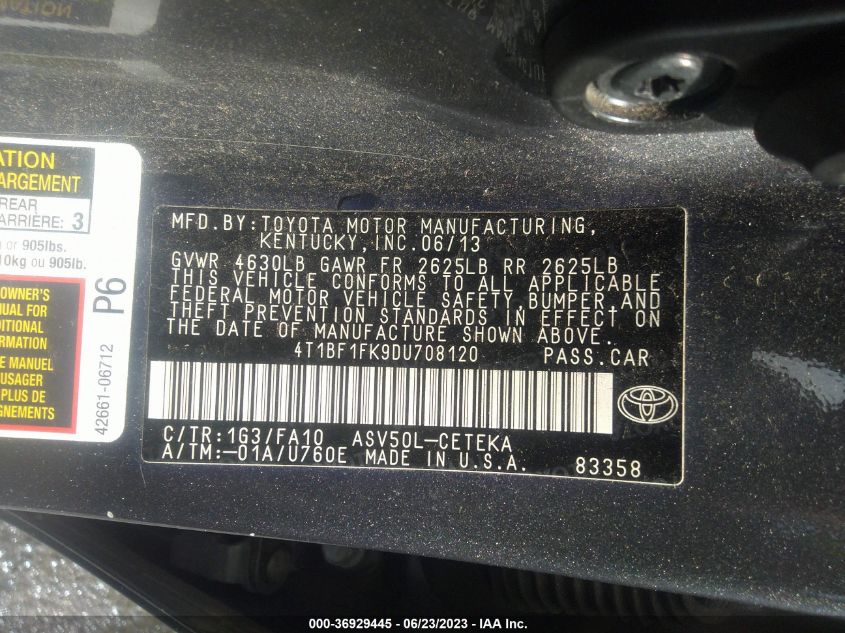 ATION
ARGEMENT
REAR
ARRIÈRE: 3
or 905lbs.
10kg ou 905lb.
OWNER'S
NUAL FOR
DITIONAL
ORMATION
E MANUEL
USAGER
PLUS DE
GNEMENTS
P6
42661-06712
MFD.BY:TOYOTA MOTOR MANUFACTURING,
KENTUCKY, INC.06/13
GVWR 4630LB GAWR FR 2625LB RR 2625LB
THIS VEHICLE CONFORMS TO ALL APPLICABLE
FEDERAL MOTOR VEHICLE SAFETY,BUMPER,AND
THEFT PREVENTION STANDARDS IN EFFECT ON
THE DATE OF MANUFACTURE SHOWN ABOVE.
4T1BF1FK9DU708120 PASS.CAR
C/TR:1G3/FA10 ASV50L-CETEKA
A/TM:-01A/U760E MADE IN U.S.A. 83358
000-36929445 - 06/23/2023 - IAA Inc.